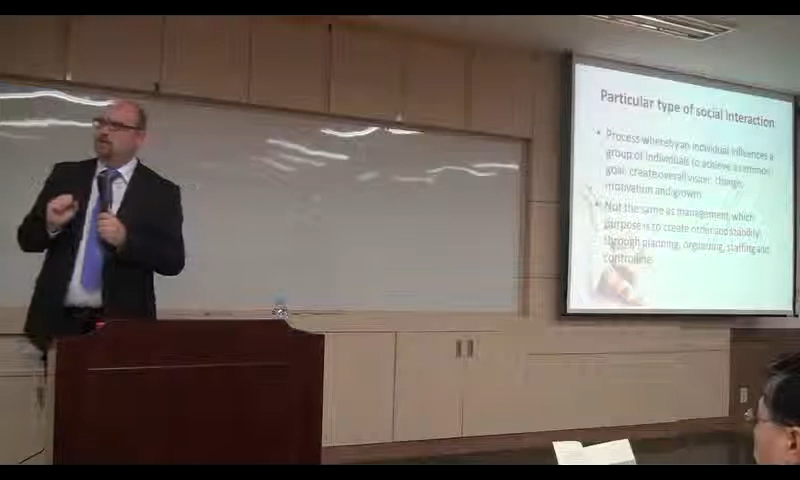 Particular type of social interaction
• Process whereby an individual influences a
group of individuals to achieve a common
goal: create overall vision: change,
motivation and growth
• Not the same as management, which
purpose is to create order and stability
through planning, organizing, staffing and
controlling